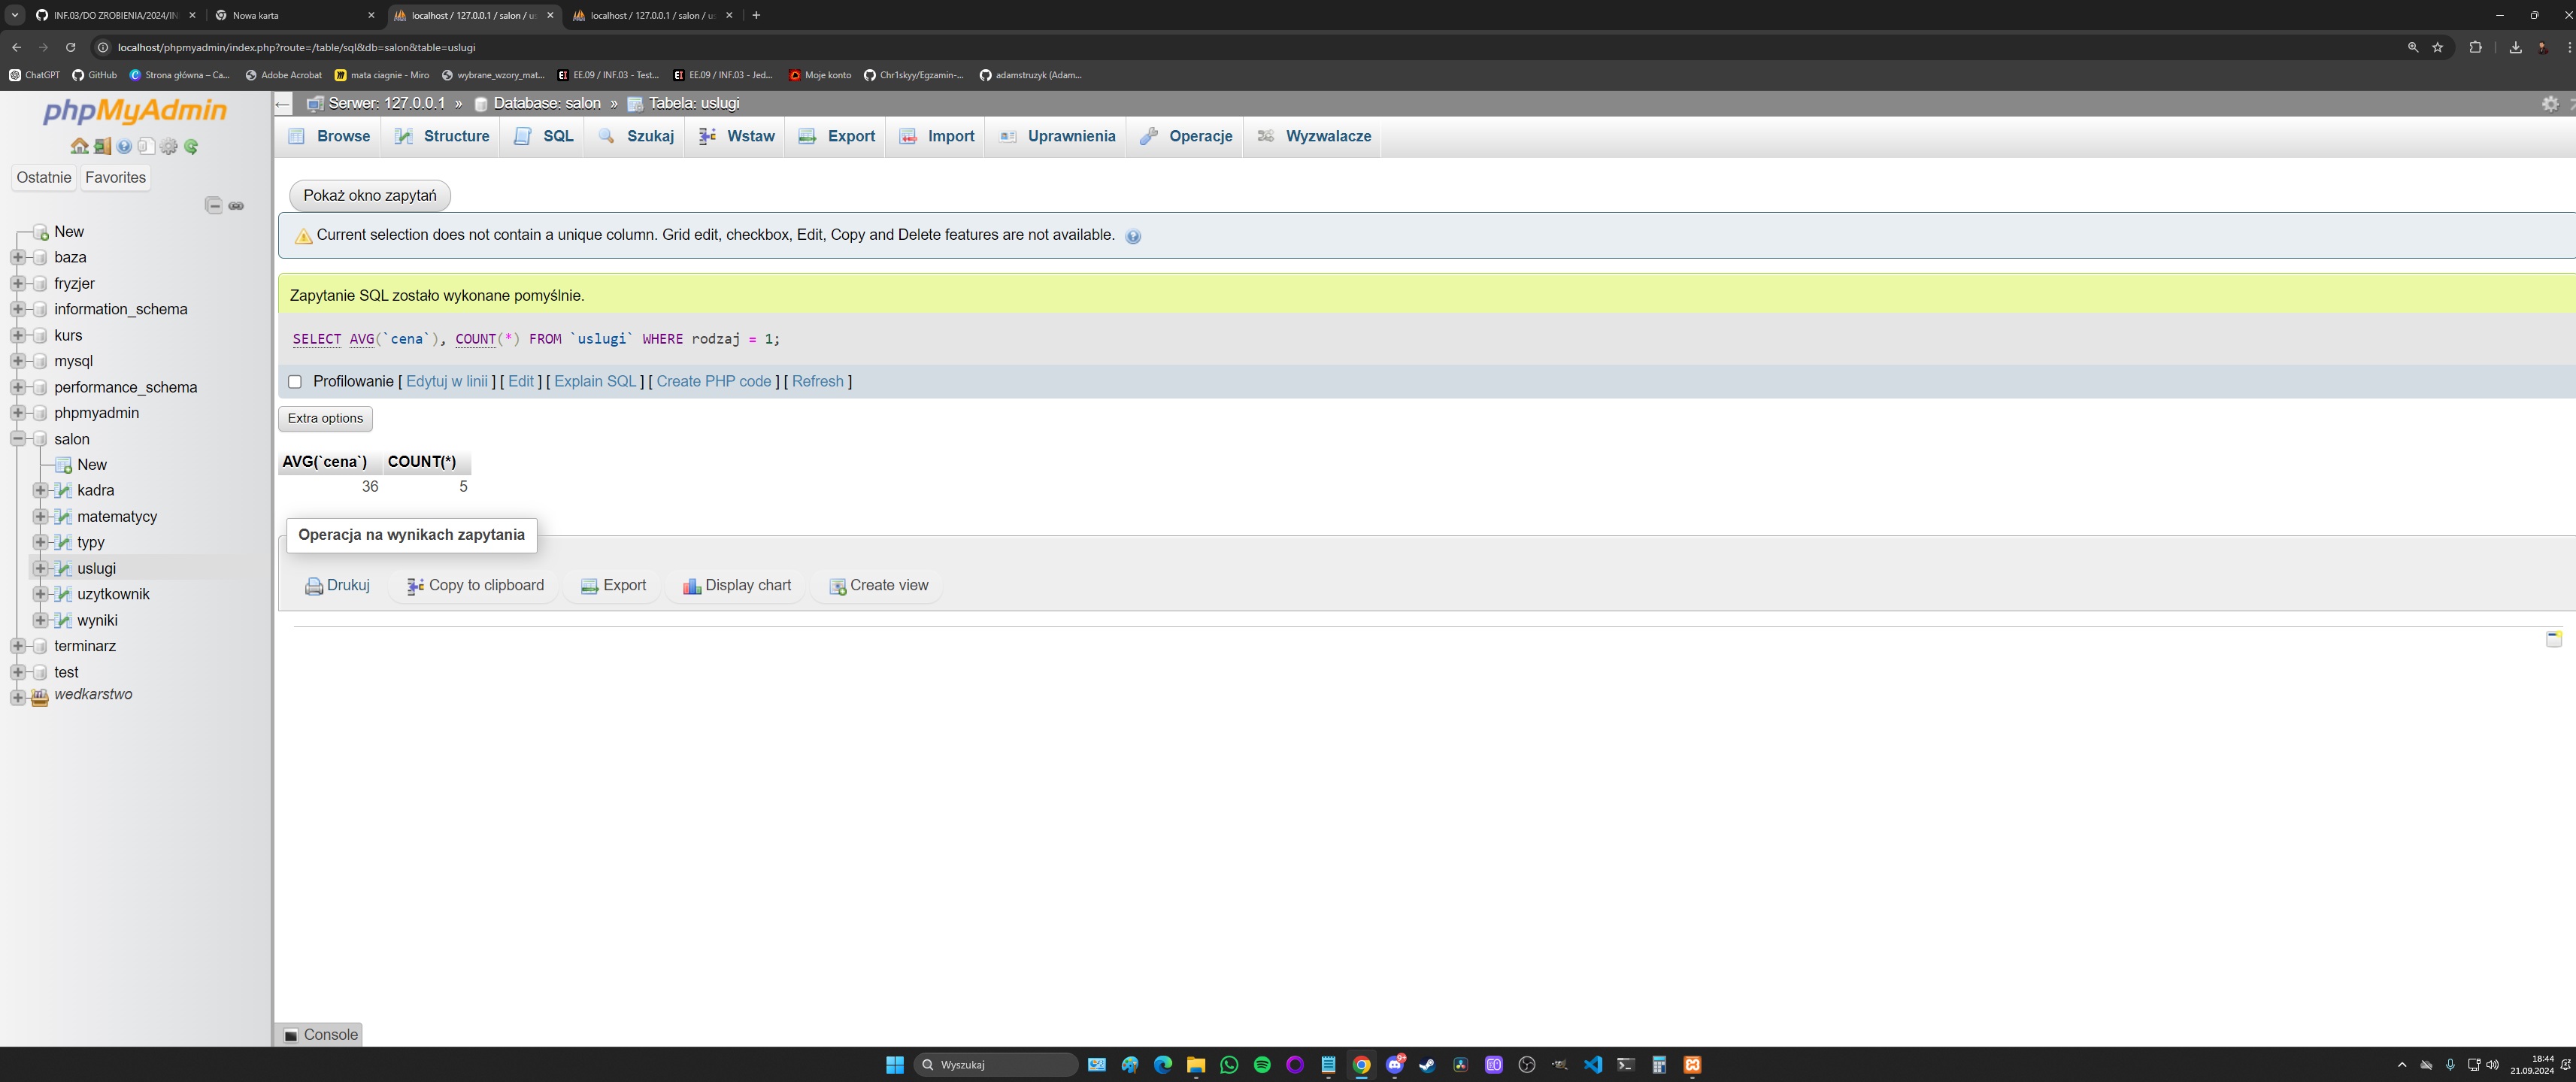 INF.03/DO ZROBIENIA/2024/IN
Nowa karta
localhost / 127.0.0.1 / salon / us
localhost / 127.0.0.1 / salon / us
localhost/phpmyadmin/index.php?route=/table/sql&db=salon&table=uslugi
ChatGPT
GitHub
Strona główna – Ca...
Adobe Acrobat
mata ciagnie - Miro
wybrane_wzory_mat...
EE.09 / INF.03 - Test...
EE.09 / INF.03 - Jed...
Moje konto
Chr1skyy/Egzamin-...
adamstruzyk (Adam...
phpMyAdmin
Ostatnie
Favorites
New
baza
fryzjer
information_schema
kurs
mysql
performance_schema
phpmyadmin
salon
New
kadra
matematycy
typy
uslugi
uzytkownik
wyniki
terminarz
test
wedkarstwo
Serwer: 127.0.0.1 » Database: salon » Tabela: uslugi
Browse
Structure
SQL
Szukaj
Wstaw
Export
Import
Uprawnienia
Operacje
Wyzwalacze
Pokaż okno zapytań
Current selection does not contain a unique column. Grid edit, checkbox, Edit, Copy and Delete features are not available.
Zapytanie SQL zostało wykonane pomyślnie.
SELECT AVG(`cena`), COUNT(*) FROM `uslugi` WHERE rodzaj = 1;
Profilowanie [ Edytuj w linii ] [ Edit ] [ Explain SQL ] [ Create PHP code ] [ Refresh ]
Extra options
AVG(`cena`) COUNT(*)
36 5
Operacja na wynikach zapytania
Drukuj
Copy to clipboard
Export
Display chart
Create view
Console
Wyszukaj
9+
18:44
21.09.2024